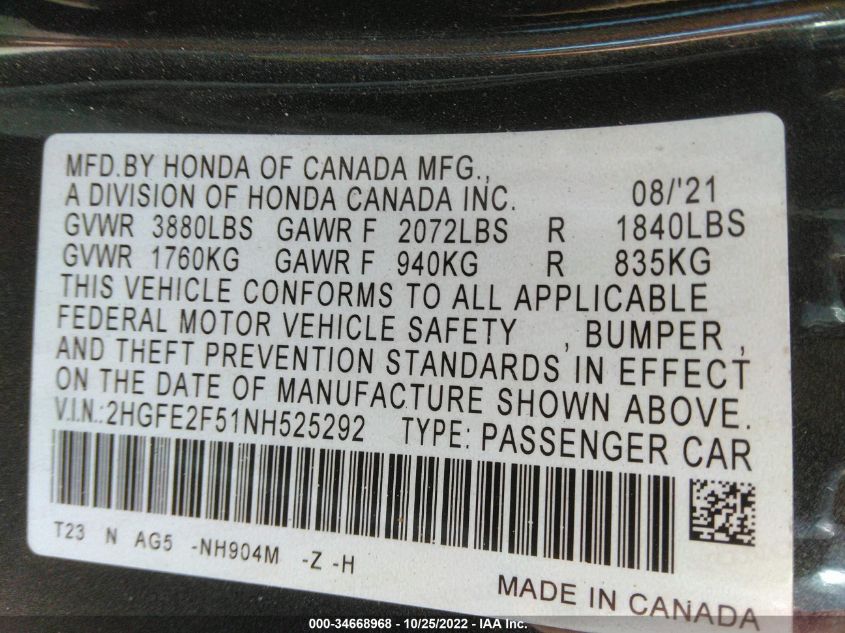 MFD.BY HONDA OF CANADA MFG.,
A DIVISION OF HONDA CANADA INC. 08/'21
GVWR 3880LBS GAWR F 2072LBS R 1840LBS
GVWR 1760KG GAWR F 940KG R 835KG
THIS VEHICLE CONFORMS TO ALL APPLICABLE
FEDERAL MOTOR VEHICLE SAFETY , BUMPER ,
AND THEFT PREVENTION STANDARDS IN EFFECT
ON THE DATE OF MANUFACTURE SHOWN ABOVE.
V.I.N.: 2HGFE2F51NH525292 TYPE: PASSENGER CAR
T23 N AG5 -NH904M -Z -H
MADE IN CANADA
000-34668968 - 10/25/2022 - IAA Inc.